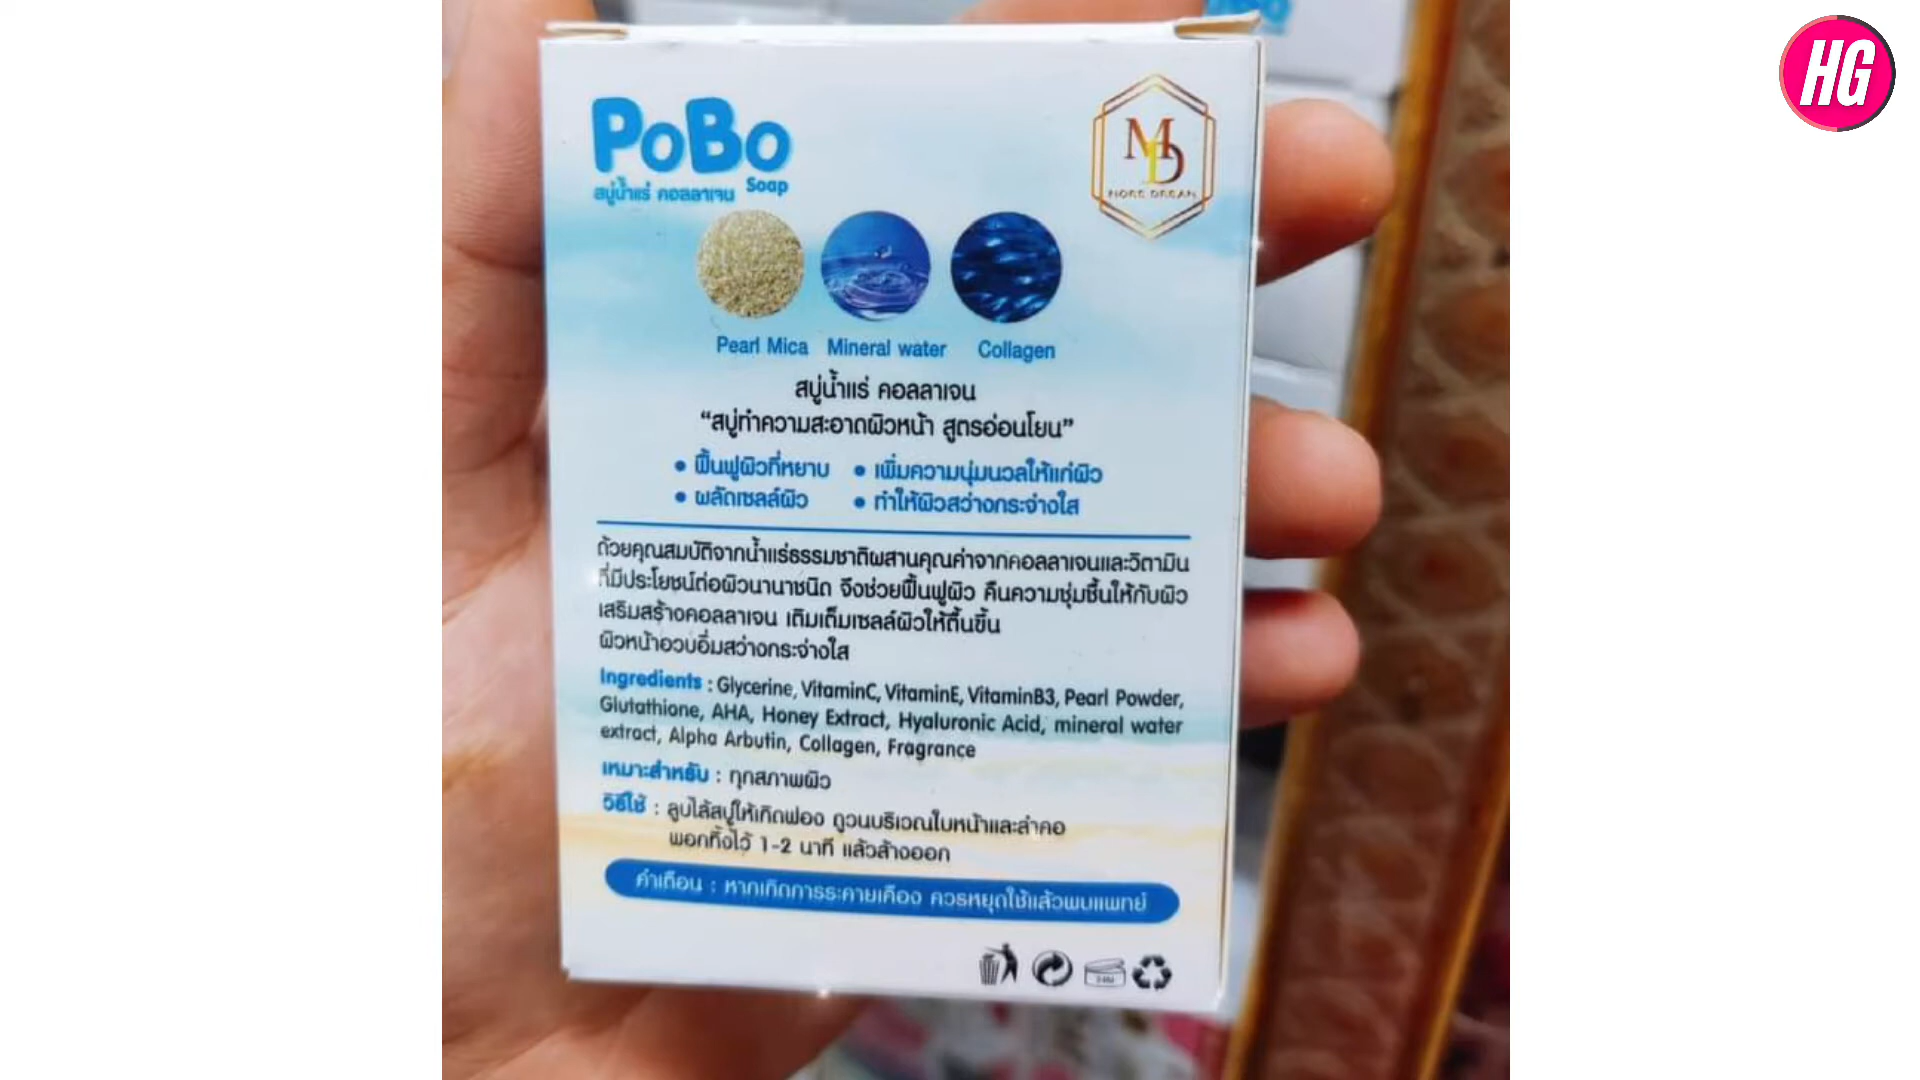 HG
PoBo
สบู่น้ำแร่ คอลลาเจน Soap
MD
MORE DREAM
Pearl Mica Mineral water Collagen
สบู่น้ำแร่ คอลลาเจน
“สบู่ทำความสะอาดผิวหน้า สูตรอ่อนโยน”
• ฟื้นฟูผิวที่หยาบ • เพิ่มความนุ่มนวลให้แก่ผิว
• ผลัดเซลล์ผิว • ทำให้ผิวสว่างกระจ่างใส
ด้วยคุณสมบัติจากน้ำแร่ธรรมชาติผสานคุณค่าจากคอลลาเจนและวิตามิน
ที่มีประโยชน์ต่อผิวนานาชนิด จึงช่วยฟื้นฟูผิว คืนความชุ่มชื้นให้กับผิว
เสริมสร้างคอลลาเจน เติมเต็มเซลล์ผิวให้ตื้นขึ้น
ผิวหน้าอวบอิ่มสว่างกระจ่างใส
Ingredients : Glycerine, VitaminC, VitaminE, VitaminB3, Pearl Powder,
Glutathione, AHA, Honey Extract, Hyaluronic Acid, mineral water
extract, Alpha Arbutin, Collagen, Fragrance
เหมาะสำหรับ : ทุกสภาพผิว
วิธีใช้ : ลูบไล้สบู่ให้เกิดฟอง ถูวนบริเวณใบหน้าและลำคอ
พอกทิ้งไว้ 1-2 นาที แล้วล้างออก
คำเตือน : หากเกิดการระคายเคือง ควรหยุดใช้แล้วพบแพทย์